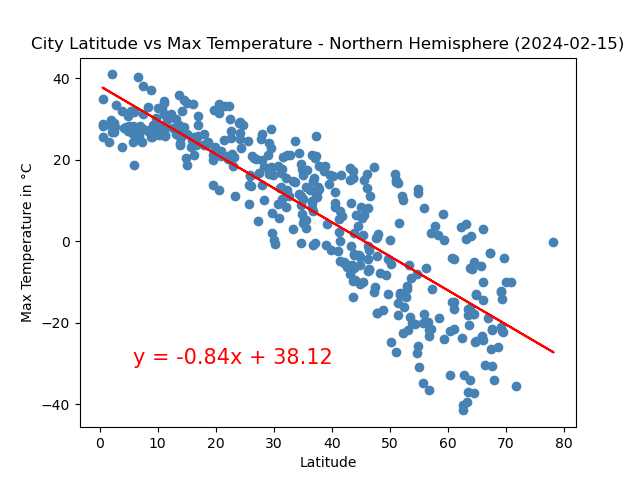 City Latitude vs Max Temperature - Northern Hemisphere (2024-02-15)
Max Temperature in °C
40
20
0
−20
−40
y = -0.84x + 38.12
0 10 20 30 40 50 60 70 80
Latitude